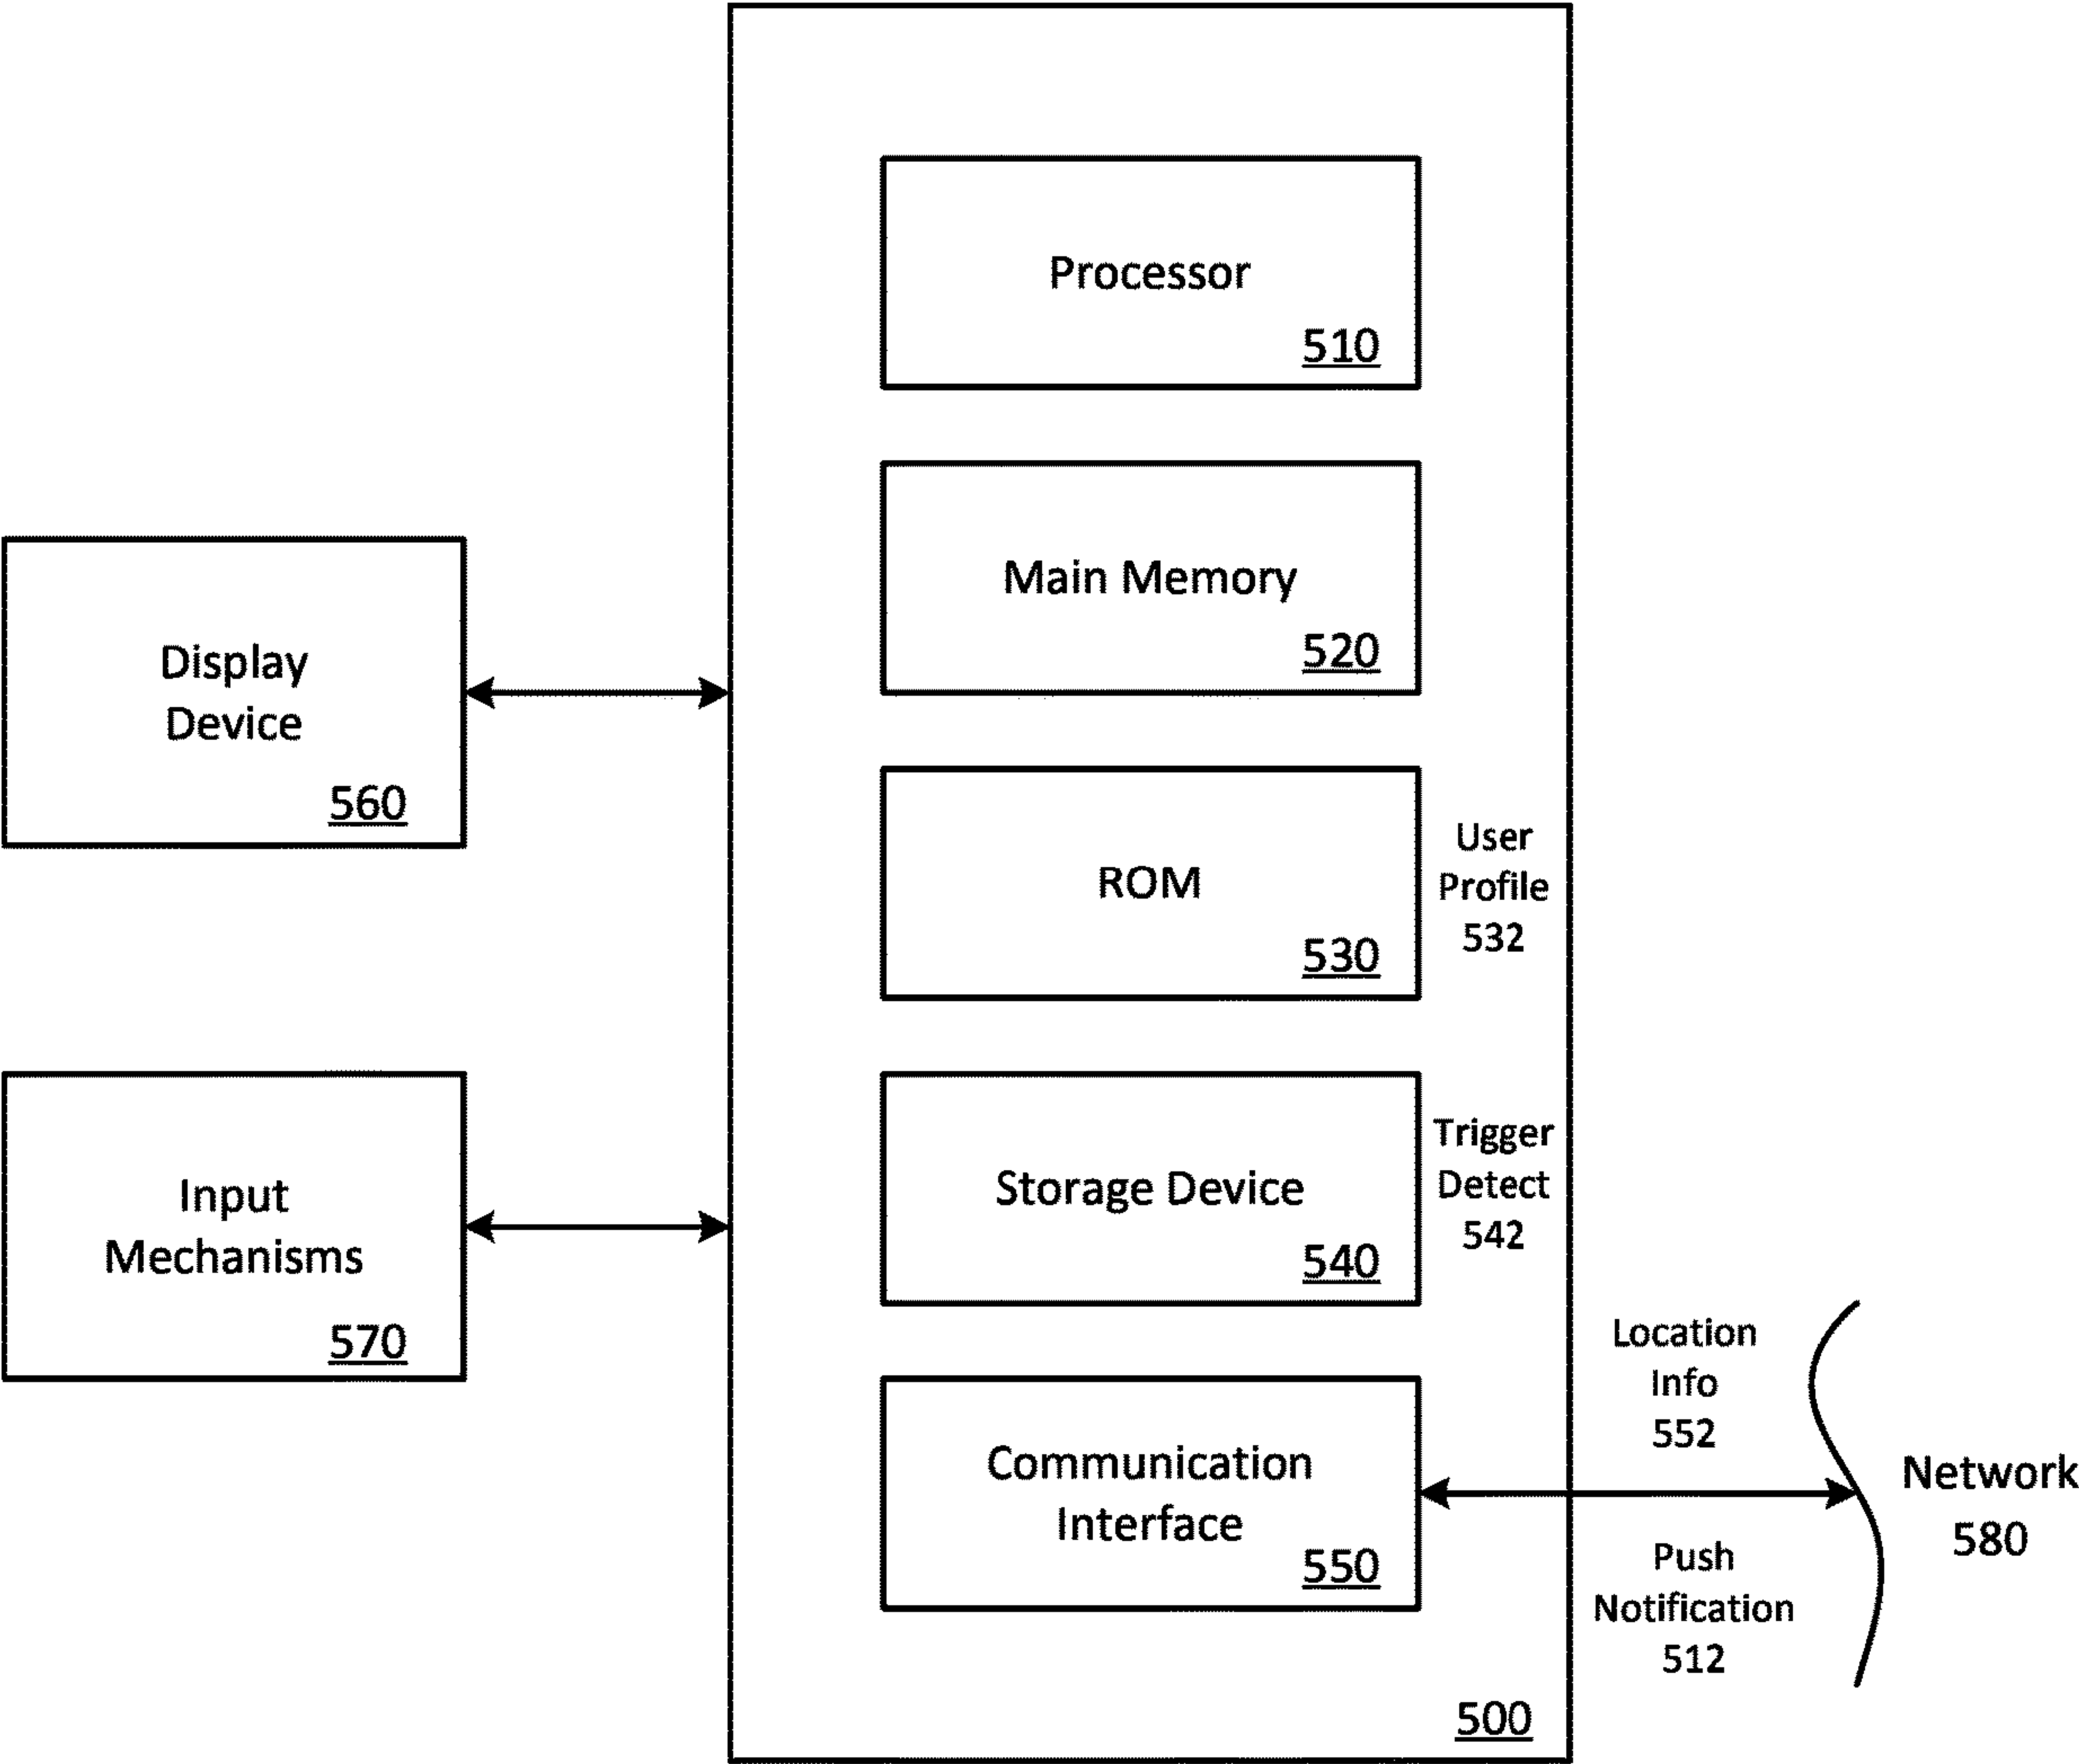 Processor
510
Main Memory
520
Display
Device
560
ROM
530
User
Profile
532
Input
Mechanisms
570
Storage Device
540
Trigger
Detect
542
Communication
Interface
550
Location
Info
552
Push
Notification
512
Network
580
500